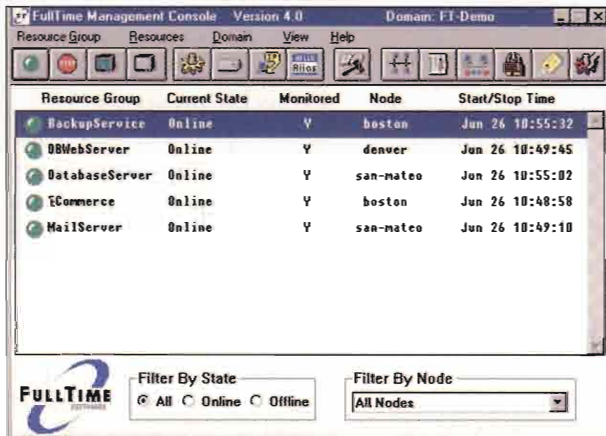 FullTime Management Console Version 4.0 Domain: FT-Demo
Resource Group Resources Domain View Help
Alias
Resource Group Current State Monitored Node Start/Stop Time
BackupService Online Y boston Jun 26 10:55:32
DBWebServer Online Y denver Jun 26 10:49:45
DatabaseServer Online Y san-mateo Jun 26 10:55:02
ECommerce Online Y boston Jun 26 10:48:58
MailServer Online Y san-mateo Jun 26 10:49:10
Filter By State
All Online Offline
Filter By Node
All Nodes
FULLTIME
SOFTWARE